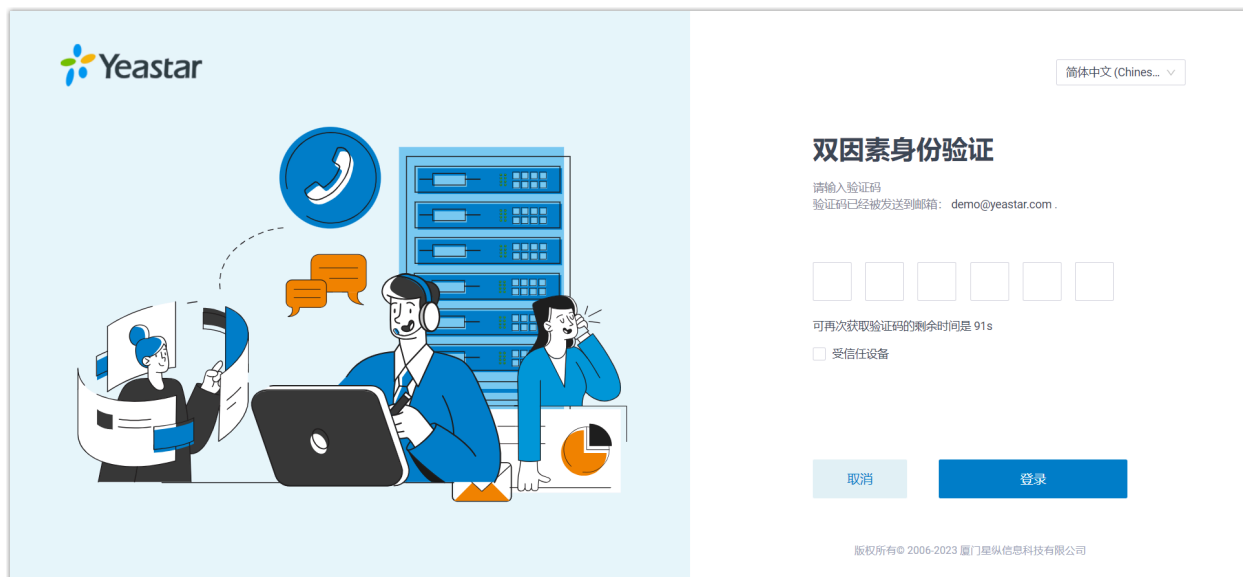 Yeastar
简体中文 (Chines...
双因素身份验证
请输入验证码
验证码已经被发送到邮箱： demo@yeastar.com .
可再次获取验证码的剩余时间是 91s
受信任设备
取消
登录
版权所有© 2006-2023 厦门星纵信息科技有限公司